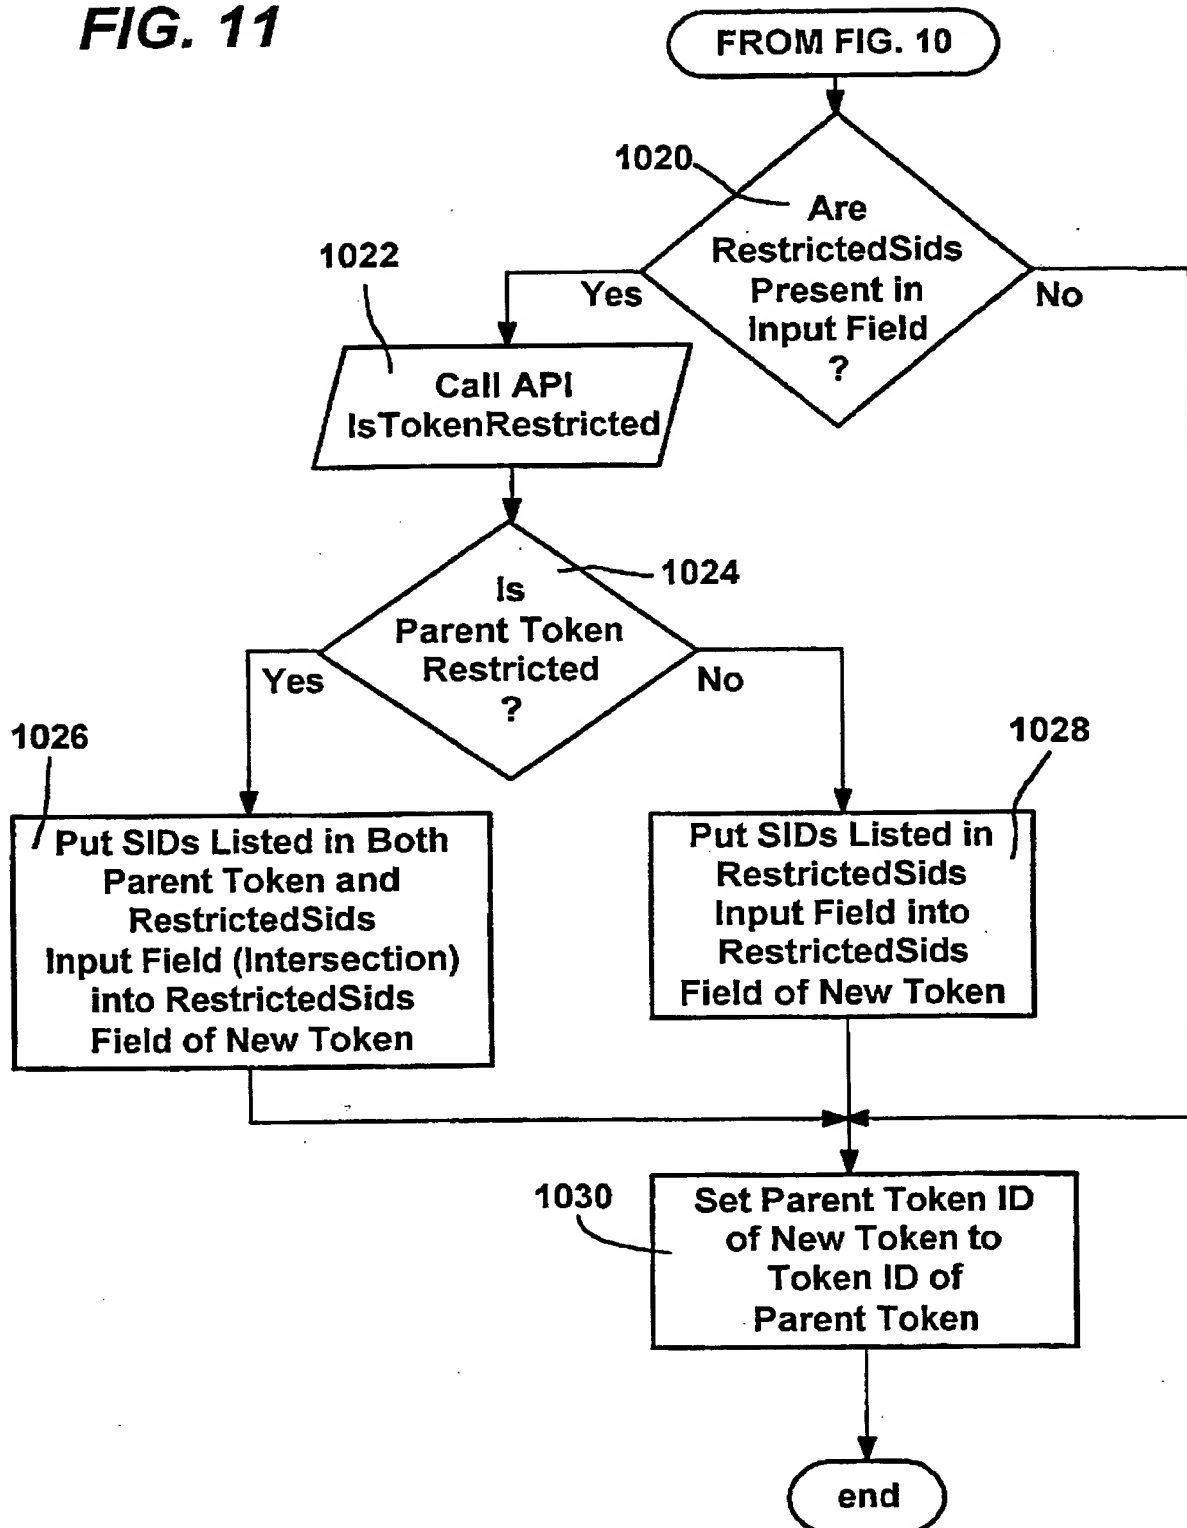 FIG. 11
FROM FIG. 10
1020
Are
RestrictedSids
Present in
Input Field
?
Yes
No
1022
Call API
IsTokenRestricted
1024
Is
Parent Token
Restricted
?
Yes
No
1026
Put SIDs Listed in Both
Parent Token and
RestrictedSids
Input Field (Intersection)
into RestrictedSids
Field of New Token
1028
Put SIDs Listed in
RestrictedSids
Input Field into
RestrictedSids
Field of New Token
1030
Set Parent Token ID
of New Token to
Token ID of
Parent Token
end